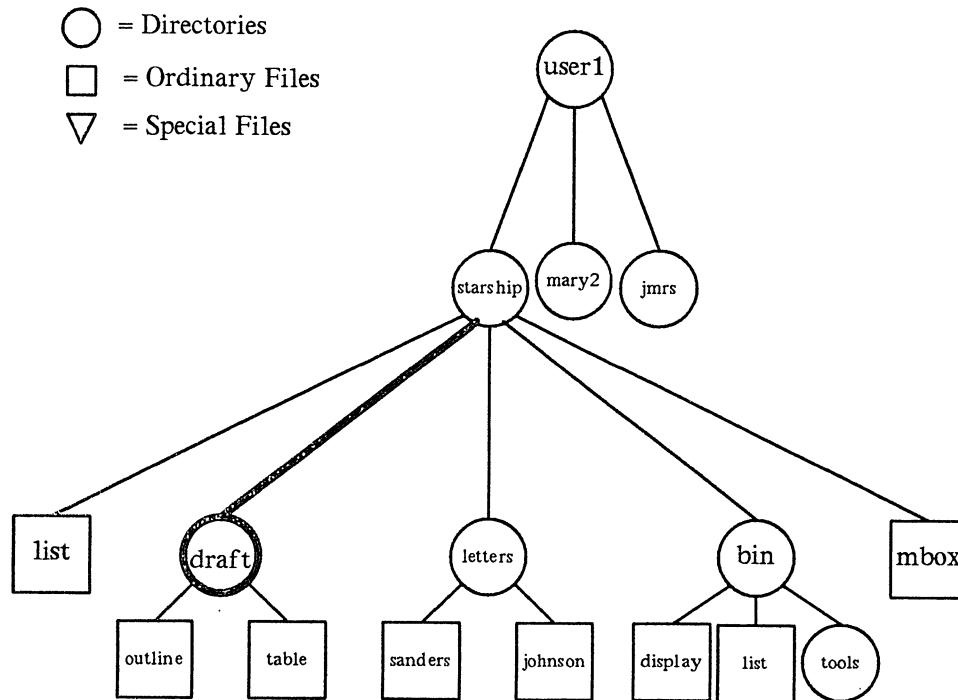 = Directories
= Ordinary Files
= Special Files
user1
starship
mary2
jmrs
list
draft
letters
bin
mbox
outline
table
sanders
johnson
display
list
tools